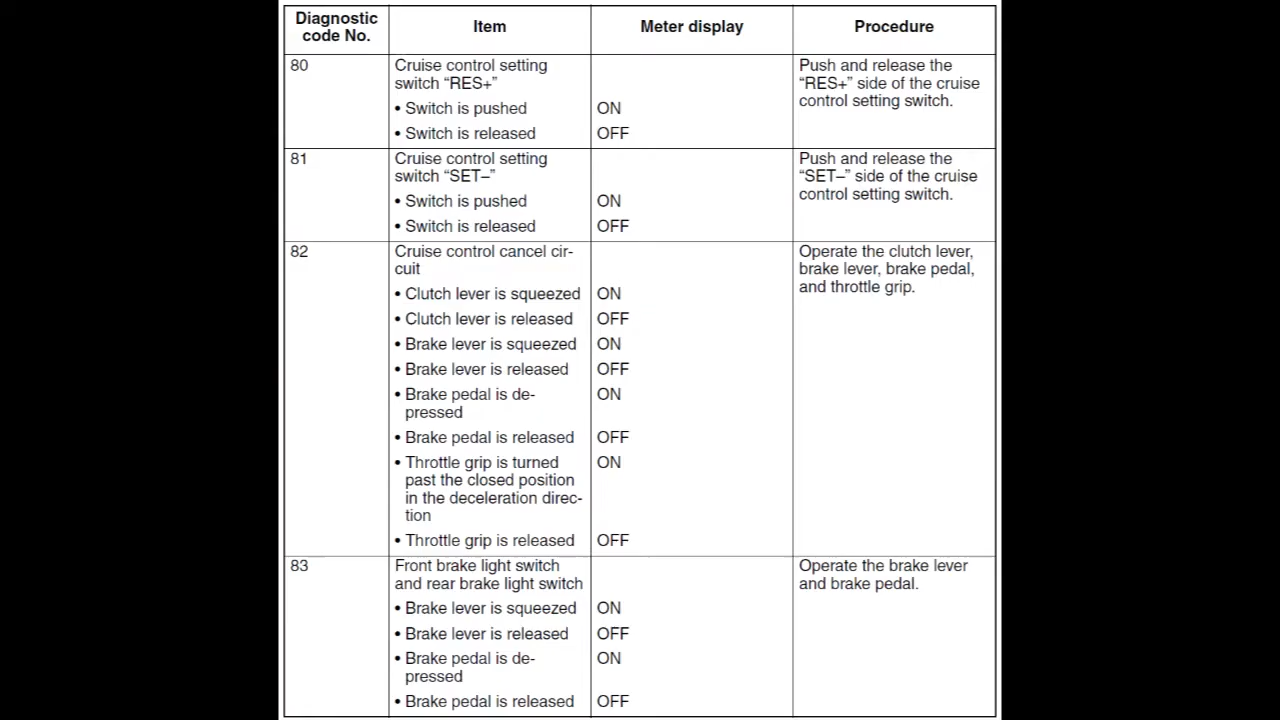 Diagnostic
code No.
Item
Meter display
Procedure
80
Cruise control setting
switch “RES+”
• Switch is pushed
ON
• Switch is released
OFF
Push and release the
“RES+” side of the cruise
control setting switch.
81
Cruise control setting
switch “SET–”
• Switch is pushed
ON
• Switch is released
OFF
Push and release the
“SET–” side of the cruise
control setting switch.
82
Cruise control cancel cir-
cuit
• Clutch lever is squeezed
ON
• Clutch lever is released
OFF
• Brake lever is squeezed
ON
• Brake lever is released
OFF
• Brake pedal is de-
pressed
ON
• Brake pedal is released
OFF
• Throttle grip is turned
past the closed position
in the deceleration direc-
tion
ON
• Throttle grip is released
OFF
Operate the clutch lever,
brake lever, brake pedal,
and throttle grip.
83
Front brake light switch
and rear brake light switch
• Brake lever is squeezed
ON
• Brake lever is released
OFF
• Brake pedal is de-
pressed
ON
• Brake pedal is released
OFF
Operate the brake lever
and brake pedal.